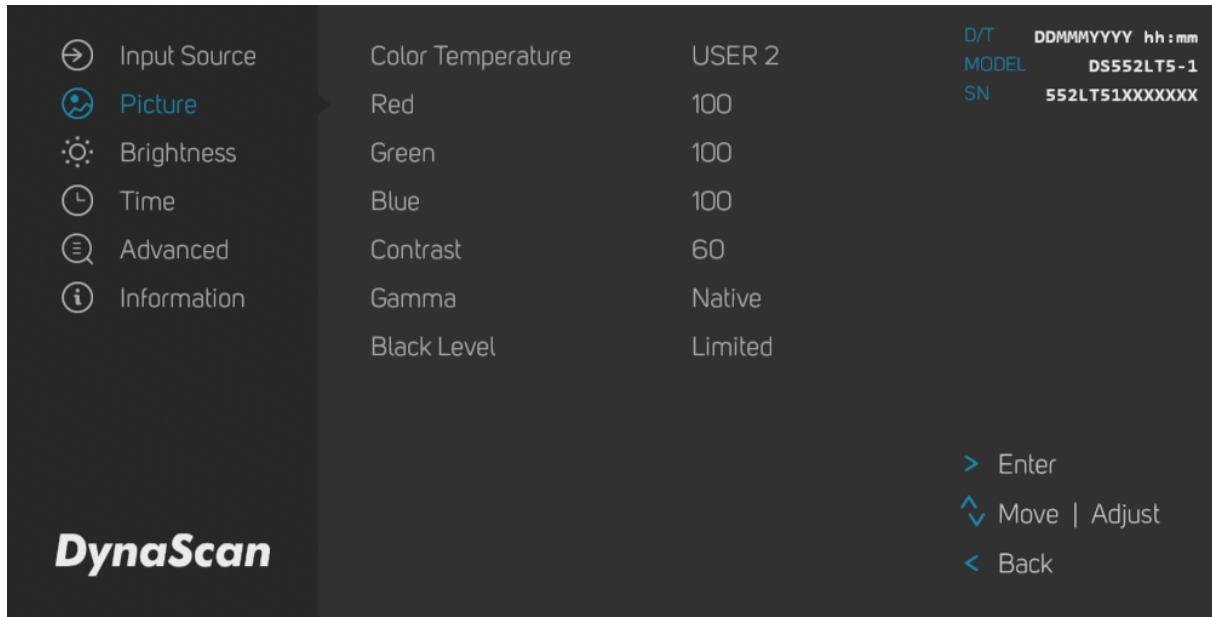 Input Source
Picture
Brightness
Time
Advanced
Information
DynaScan
Color Temperature USER 2
Red 100
Green 100
Blue 100
Contrast 60
Gamma Native
Black Level Limited
D/T DDMMMYYYY hh:mm
MODEL DS552LT5-1
SN 552LT51XXXXXXX
> Enter
Move | Adjust
< Back